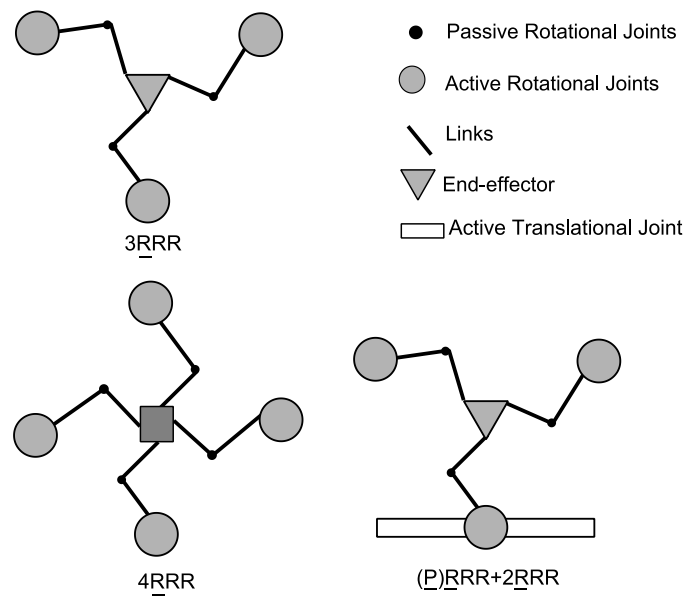 Passive Rotational Joints
Active Rotational Joints
Links
End-effector
Active Translational Joint
3RRR
4RRR
(P)RRR+2RRR